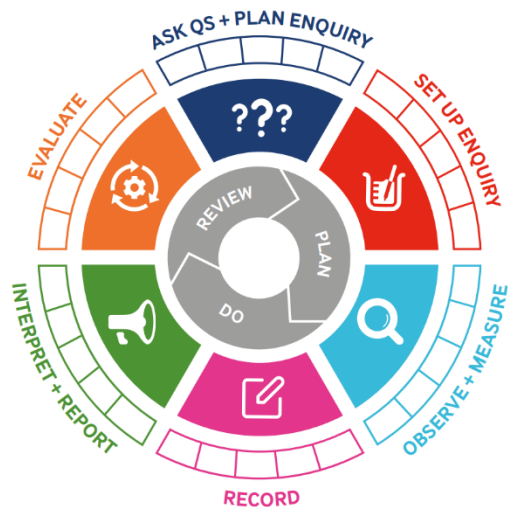 ASK QS + PLAN ENQUIRY
SET UP ENQUIRY
OBSERVE + MEASURE
RECORD
INTERPRET + REPORT
EVALUATE
???
REVIEW
PLAN
DO